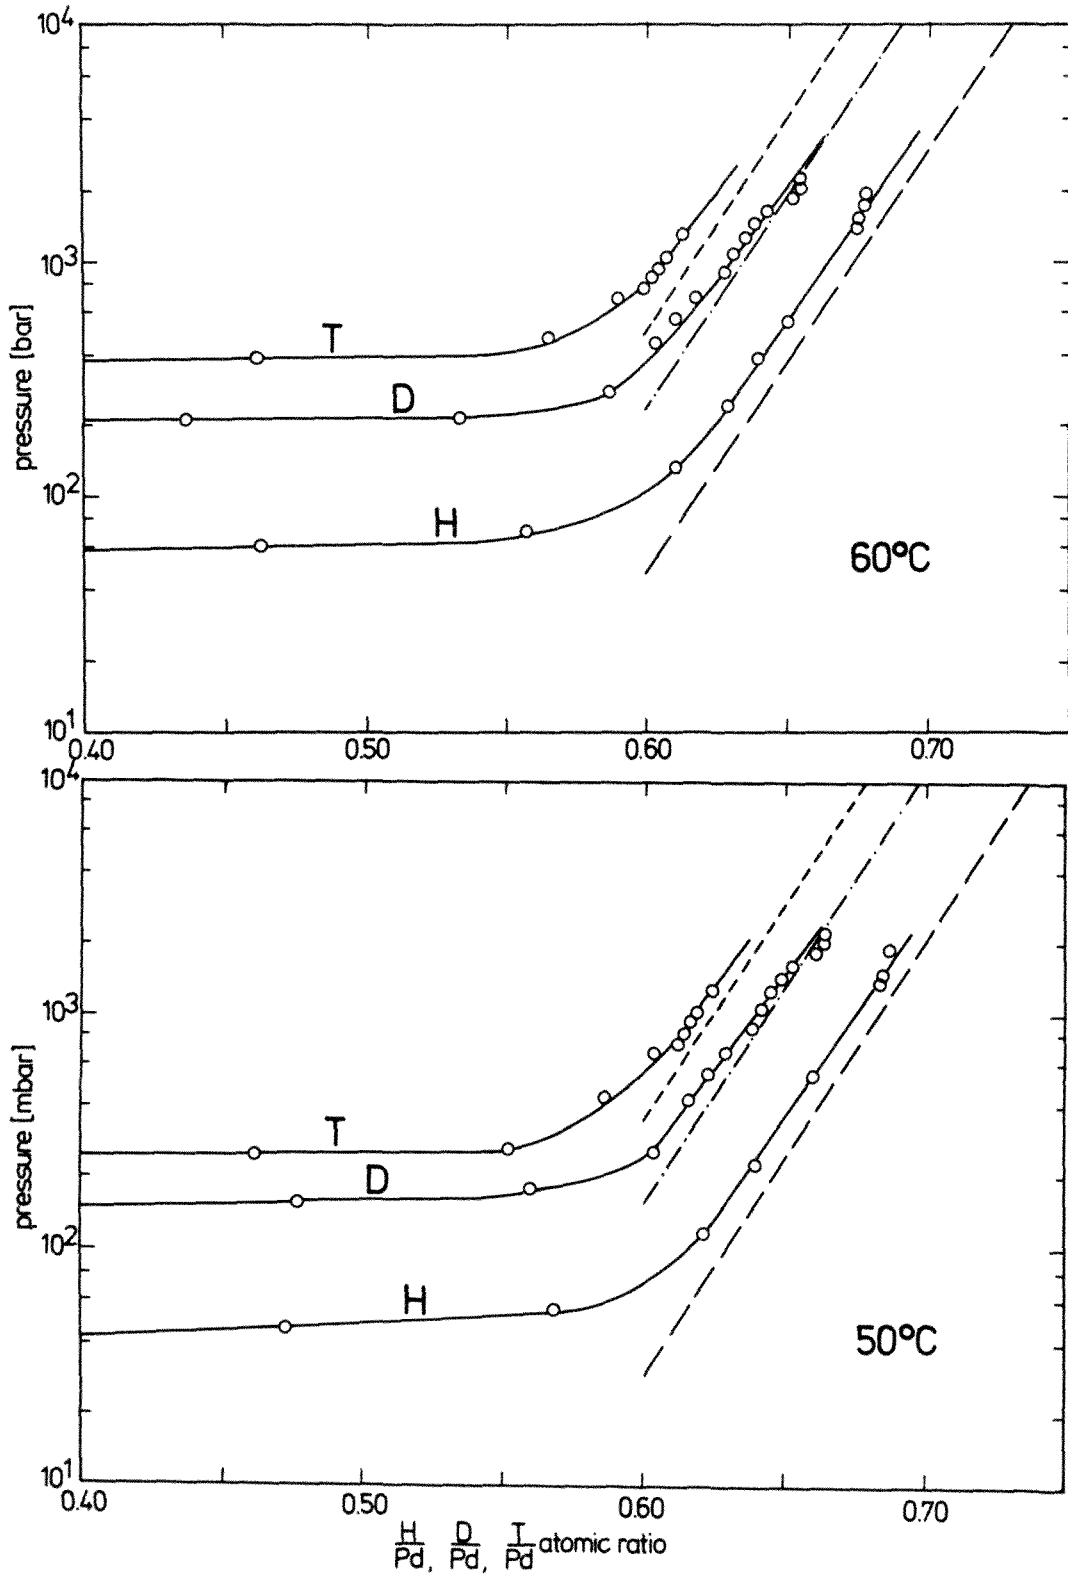 10⁴
10³
10²
10¹
pressure [bar]
T
D
H
60°C
0.40
0.50
0.60
0.70
10⁴
10³
10²
10¹
pressure [mbar]
T
D
H
50°C
0.40
0.50
0.60
0.70
H/Pd, D/Pd, T/Pd atomic ratio